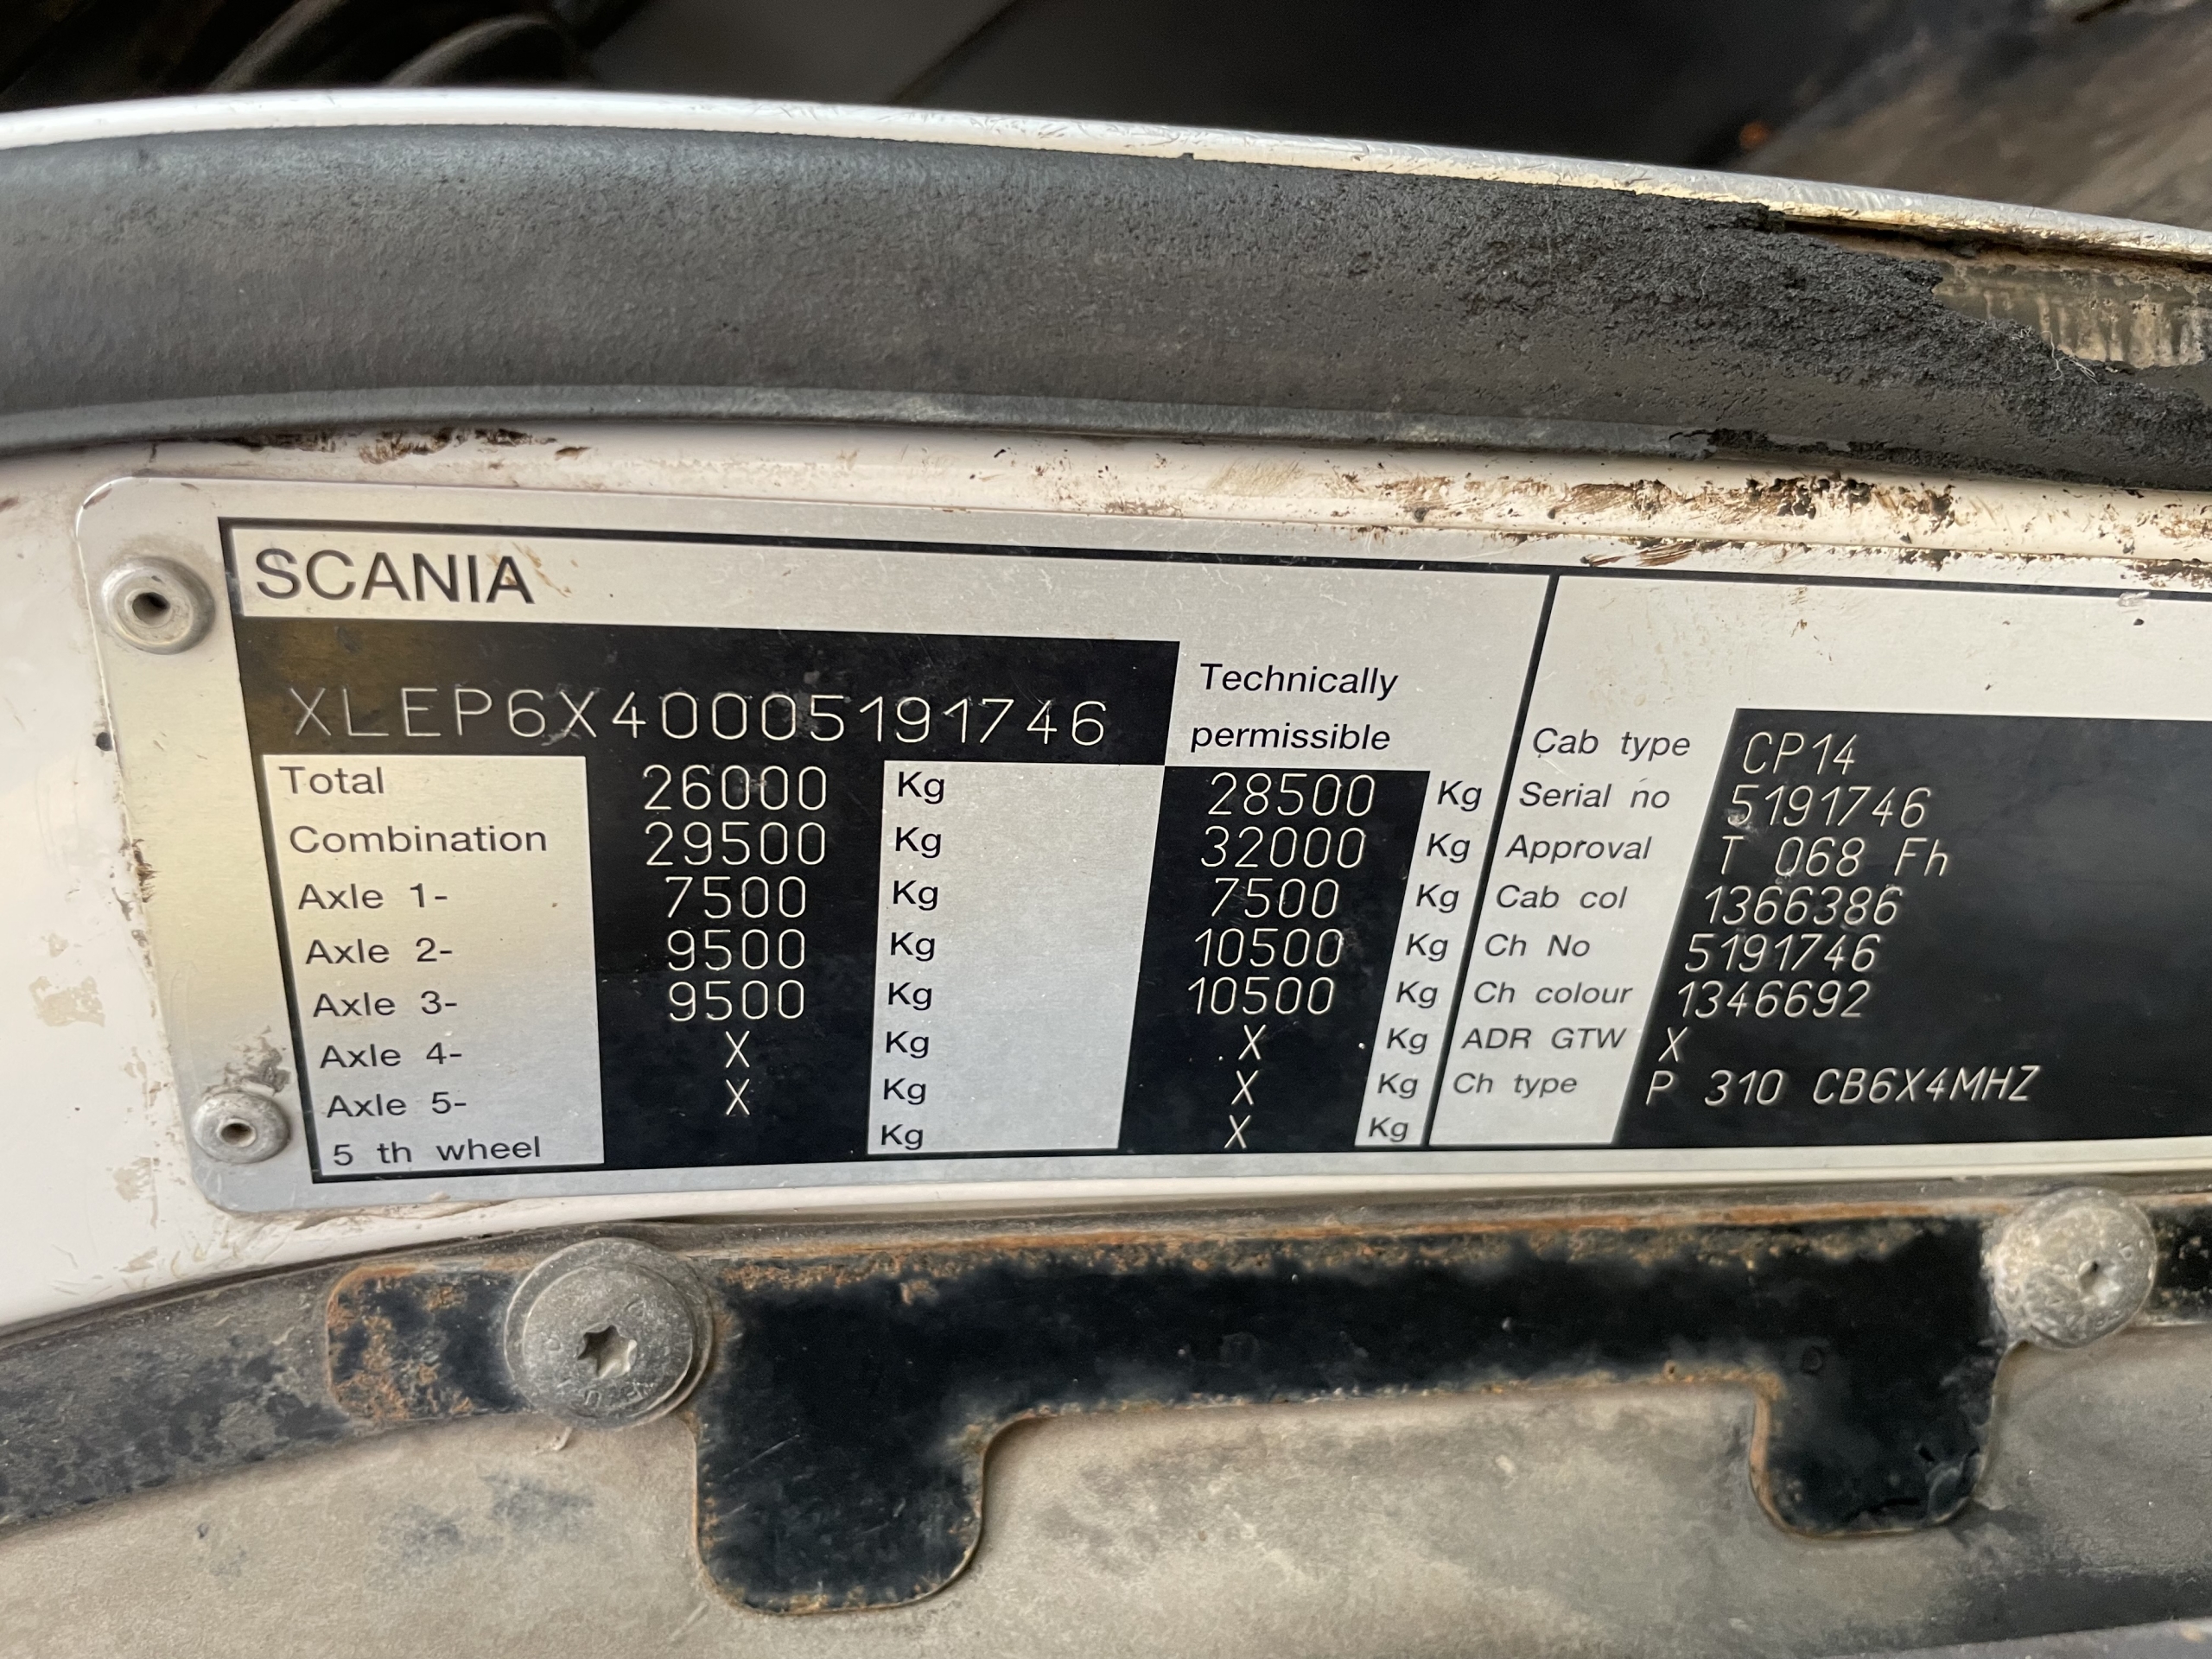 SCANIA
XLEP6X40005191746
Technically
permissible
Total 26000 Kg 28500 Kg
Combination 29500 Kg 32000 Kg
Axle 1- 7500 Kg 7500 Kg
Axle 2- 9500 Kg 10500 Kg
Axle 3- 9500 Kg 10500 Kg
Axle 4- X Kg X Kg
Axle 5- X Kg X Kg
5 th wheel Kg X Kg
Cab type CP14
Serial no 5191746
Approval T 068 Fh
Cab col 1366386
Ch No 5191746
Ch colour 1346692
ADR GTW X
Ch type P 310 CB6X4MHZ